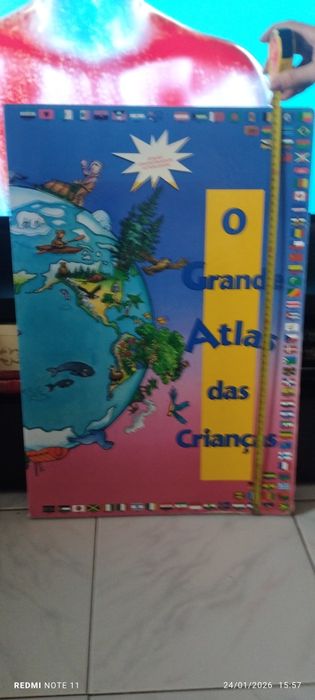 O
Grande
Atlas
das
Crianças
REDMI NOTE 11
24/01/2026 15:57